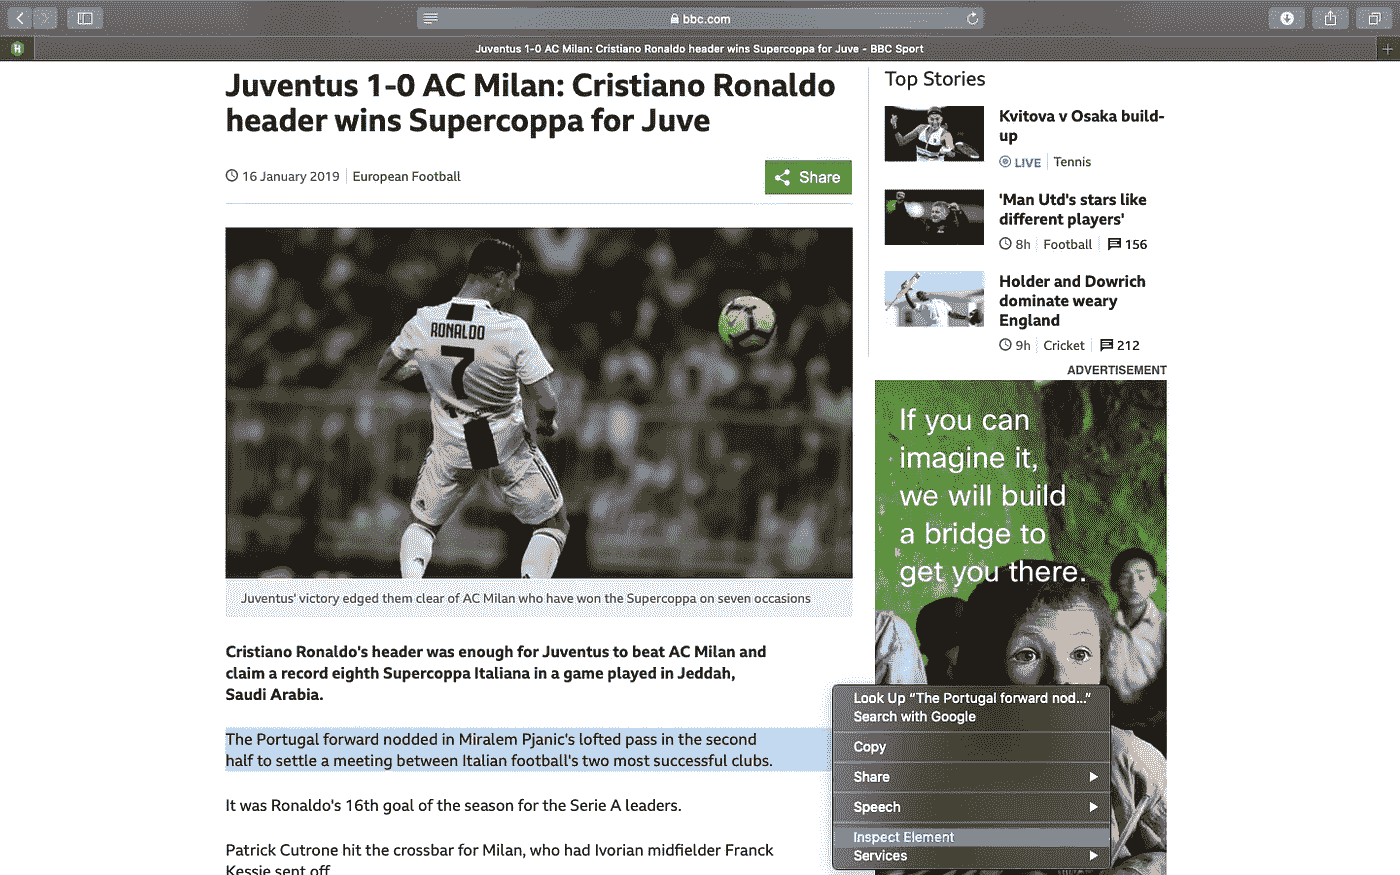 bbc.com
H
Juventus 1-0 AC Milan: Cristiano Ronaldo header wins Supercoppa for Juve - BBC Sport
Juventus 1-0 AC Milan: Cristiano Ronaldo
header wins Supercoppa for Juve
16 January 2019
European Football
Share
RONALDO
7
Juventus' victory edged them clear of AC Milan who have won the Supercoppa on seven occasions
Cristiano Ronaldo's header was enough for Juventus to beat AC Milan and
claim a record eighth Supercoppa Italiana in a game played in Jeddah,
Saudi Arabia.
The Portugal forward nodded in Miralem Pjanic's lofted pass in the second
half to settle a meeting between Italian football's two most successful clubs.
It was Ronaldo's 16th goal of the season for the Serie A leaders.
Patrick Cutrone hit the crossbar for Milan, who had Ivorian midfielder Franck
Kessie sent off
Top Stories
Kvitova v Osaka build-
up
LIVE
Tennis
'Man Utd's stars like
different players'
8h
Football
156
Holder and Dowrich
dominate weary
England
9h
Cricket
212
ADVERTISEMENT
If you can
imagine it,
we will build
a bridge to
get you there.
Look Up “The Portugal forward nod...”
Search with Google
Copy
Share
Speech
Inspect Element
Services